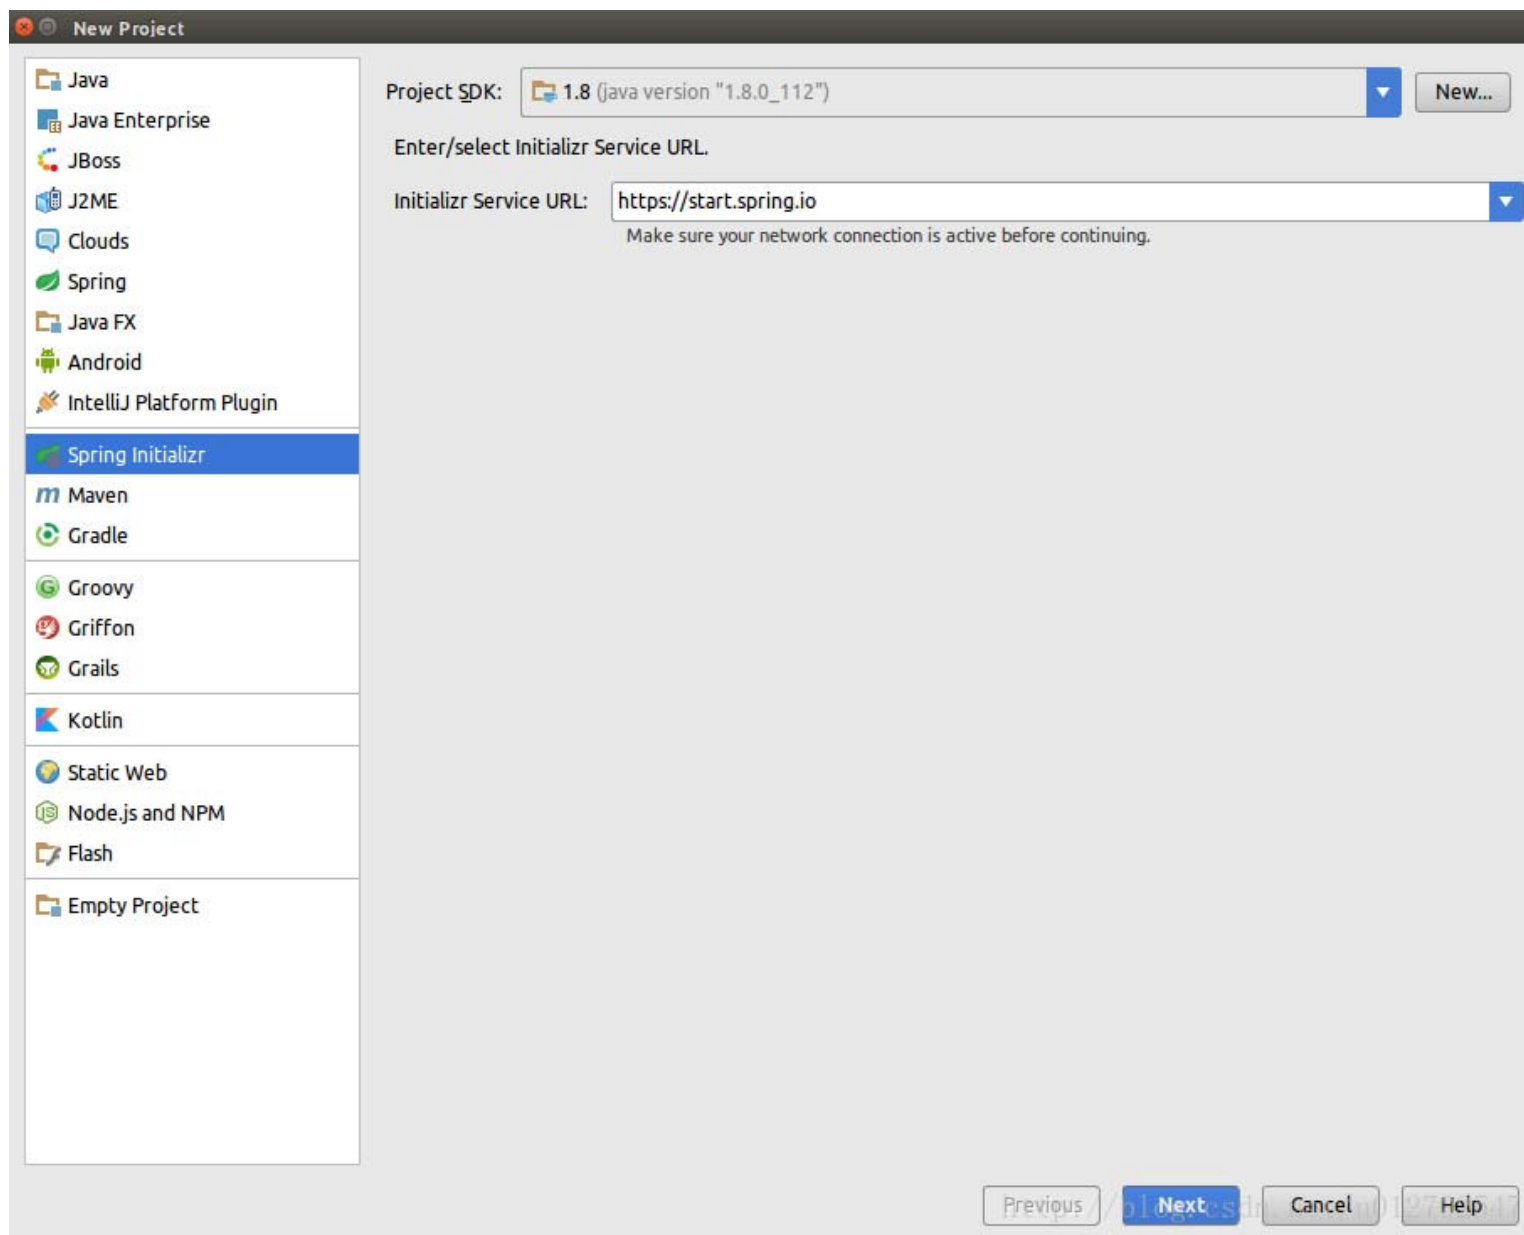 New Project
Java
Java Enterprise
JBoss
J2ME
Clouds
Spring
Java FX
Android
IntelliJ Platform Plugin
Spring Initializr
Maven
Gradle
Groovy
Griffon
Grails
Kotlin
Static Web
Node.js and NPM
Flash
Empty Project
Project SDK: 1.8 (java version "1.8.0_112") New...
Enter/select Initializr Service URL.
Initializr Service URL: https://start.spring.io
Make sure your network connection is active before continuing.
Previous Next Cancel Help